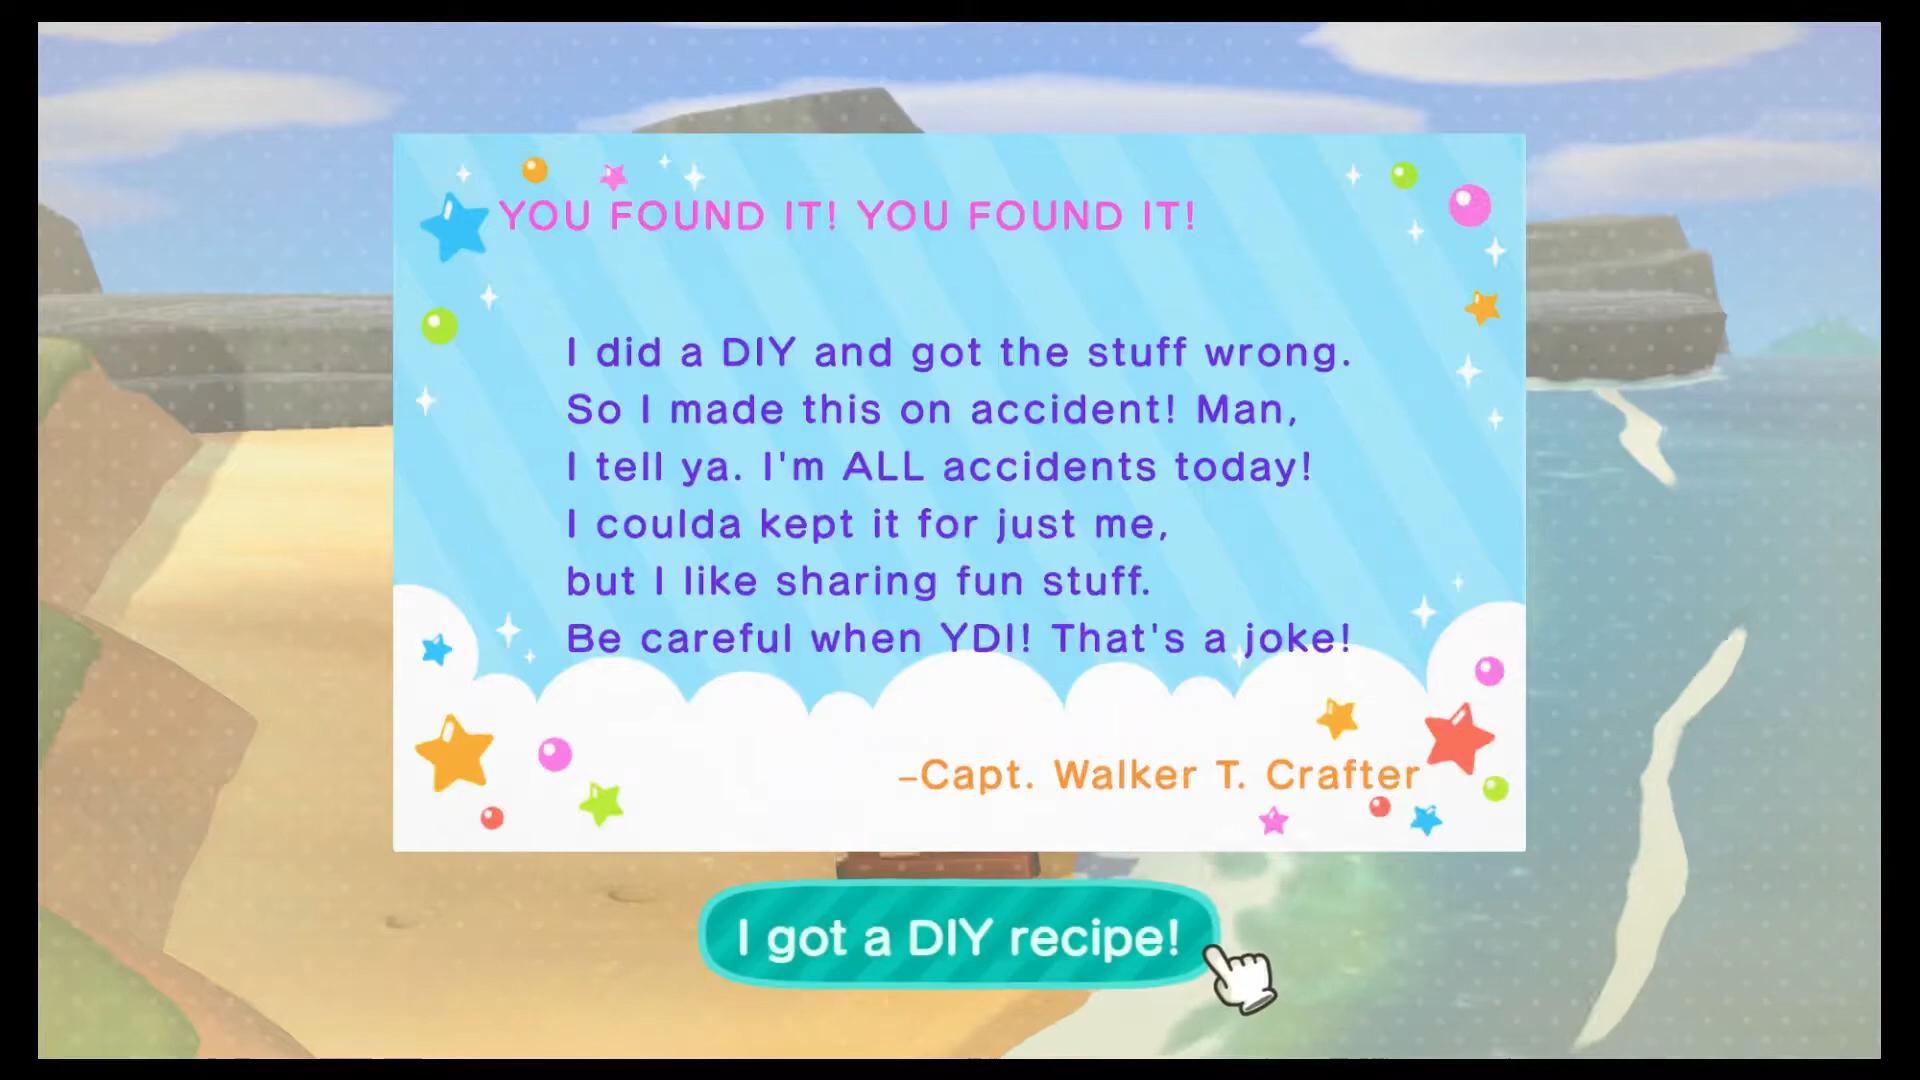 YOU FOUND IT! YOU FOUND IT!
I did a DIY and got the stuff wrong.
So I made this on accident! Man,
I tell ya. I'm ALL accidents today!
I coulda kept it for just me,
but I like sharing fun stuff.
Be careful when YDI! That's a joke!
–Capt. Walker T. Crafter
I got a DIY recipe!